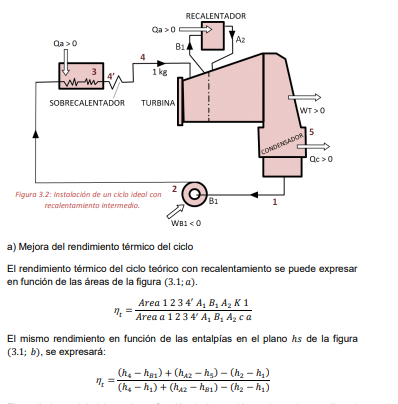 RECALENTADOR
Qa > 0
Qa > 0
B1
A2
4
3
4'
1 kg
SOBRECALENTADOR
TURBINA
WT > 0
5
CONDENSADOR
Qc > 0
Figura 3.2: Instalación de un ciclo ideal con
recalentamiento intermedio.
2
B1
1
WB1 < 0
a) Mejora del rendimiento térmico del ciclo
El rendimiento térmico del ciclo teórico con recalentamiento se puede expresar
en función de las áreas de la figura (3.1; a).
ηt = Area 1 2 3 4′ A1 B1 A2 K 1 / Area a 1 2 3 4′ A1 B1 A2 c a
El mismo rendimiento en función de las entalpías en el plano hs de la figura
(3.1; b), se expresará:
ηt = (h4 − hB1) + (hA2 − h5) − (h2 − h1) / (h4 − h1) + (hA2 − hB1) − (h2 − h1)